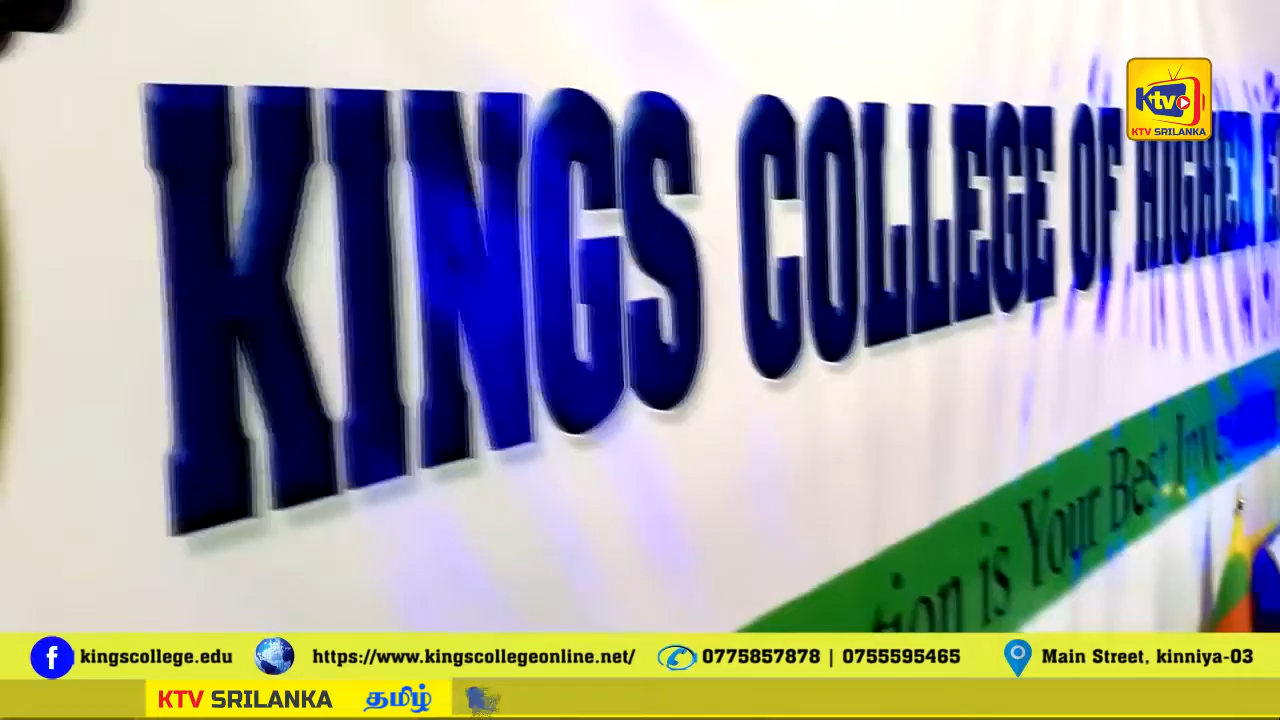 KINGS COLLEGE OF HIGHER
Ktv
KTV SRILANKA
is Your Best
kingscollege.edu
https://www.kingscollegeonline.net/
0775857878 | 0755595465
Main Street, kinniya-03
KTV SRILANKA தமிழ்